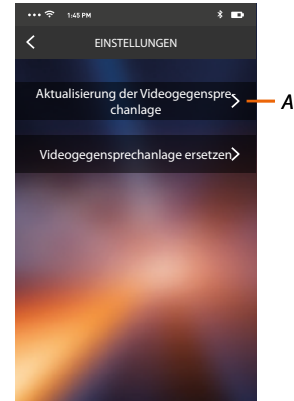 1:45 PM
EINSTELLUNGEN
Aktualisierung der Videogegenspre-
chanlage
A
Videogegensprechanlage ersetzen